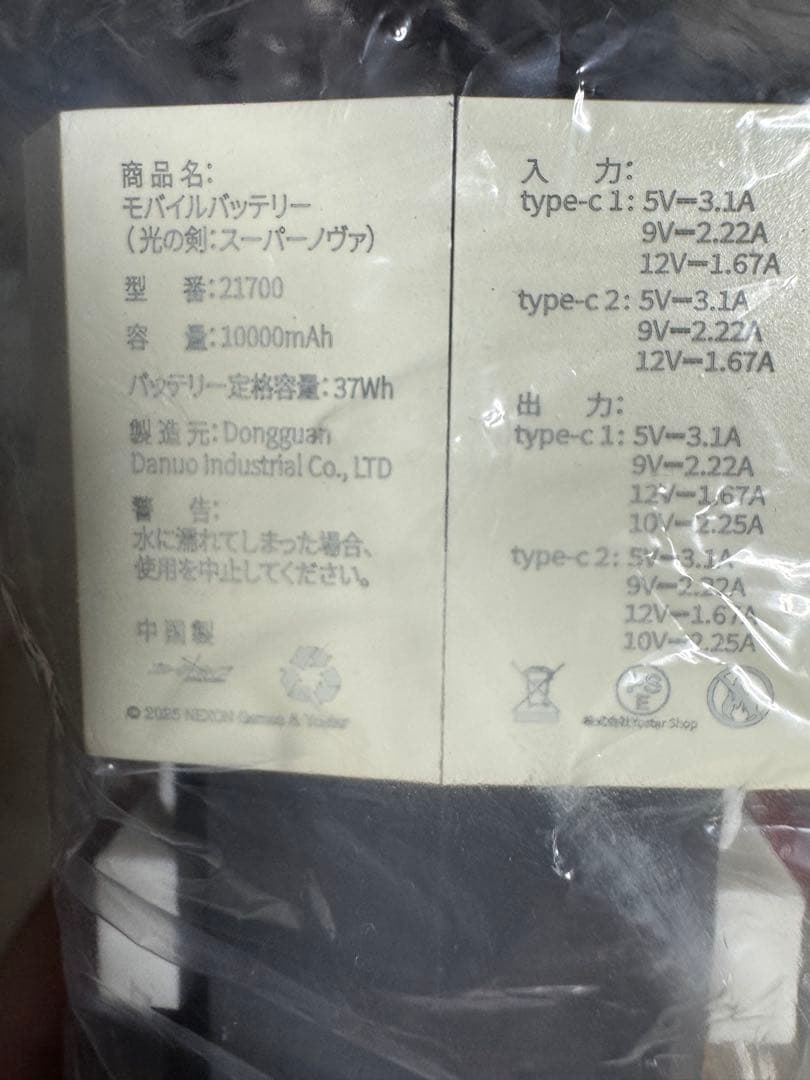 商品名:
モバイルバッテリー
(光の剣:スーパーノヴァ)
型 番:21700
容 量:10000mAh
バッテリー定格容量:37Wh
製造元:Dongguan
Danuo Industrial Co., LTD
警 告:
水に濡れてしまった場合、
使用を中止してください。
中国製
© 2025 NEXON Games & Yostar
入 力:
type-c 1: 5V⎓3.1A
9V⎓2.22A
12V⎓1.67A
type-c 2: 5V⎓3.1A
9V⎓2.22A
12V⎓1.67A
出 力:
type-c 1: 5V⎓3.1A
9V⎓2.22A
12V⎓1.67A
10V⎓2.25A
type-c 2: 5V⎓3.1A
9V⎓2.22A
12V⎓1.67A
10V⎓2.25A
PSE
株式会社Yostar Shop